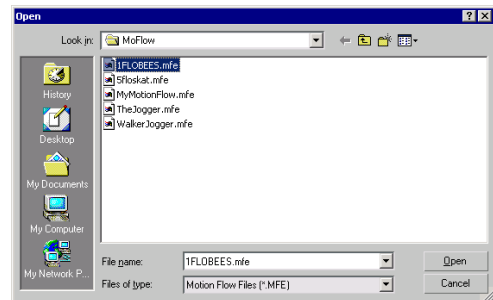 Open
Look in: MoFlow
History
Desktop
My Documents
My Computer
My Network P...
1FLOBEES.mfe
5floskat.mfe
MyMotionFlow.mfe
TheJogger.mfe
WalkerJogger.mfe
File name: 1FLOBEES.mfe Open
Files of type: Motion Flow Files (*.MFE) Cancel